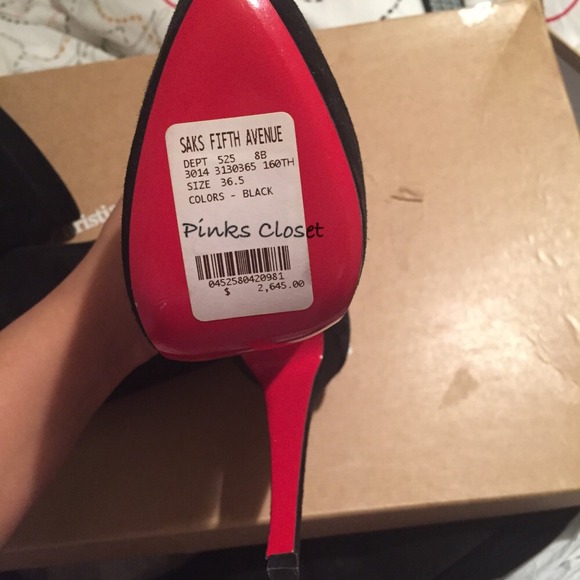 SAKS FIFTH AVENUE
DEPT 525 8B
3014 3130365 160TH
SIZE 36.5
COLORS - BLACK
Pinks Closet
0452580420981
$ 2,645.00
risti